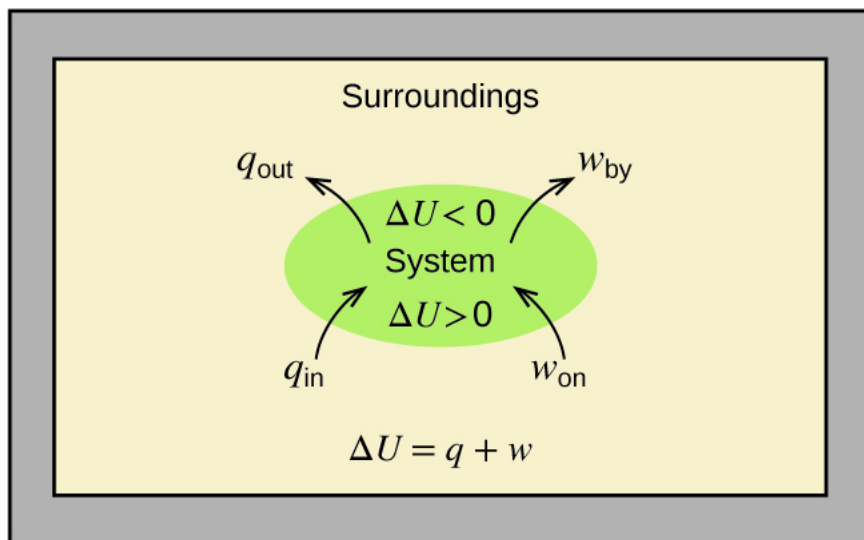 Surroundings
q_out w_by
ΔU < 0
System
ΔU > 0
q_in w_on
ΔU = q + w